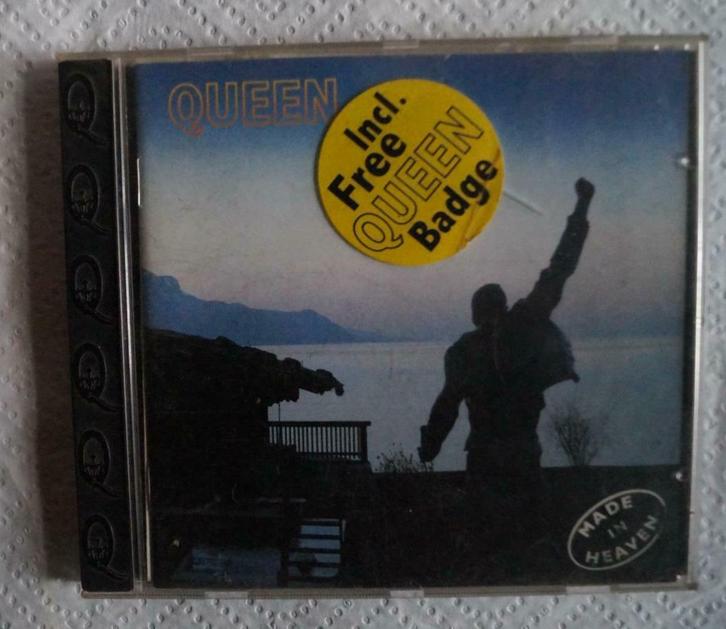 QUEEN
Incl.
Free
QUEEN
Badge
MADE
IN
HEAVEN